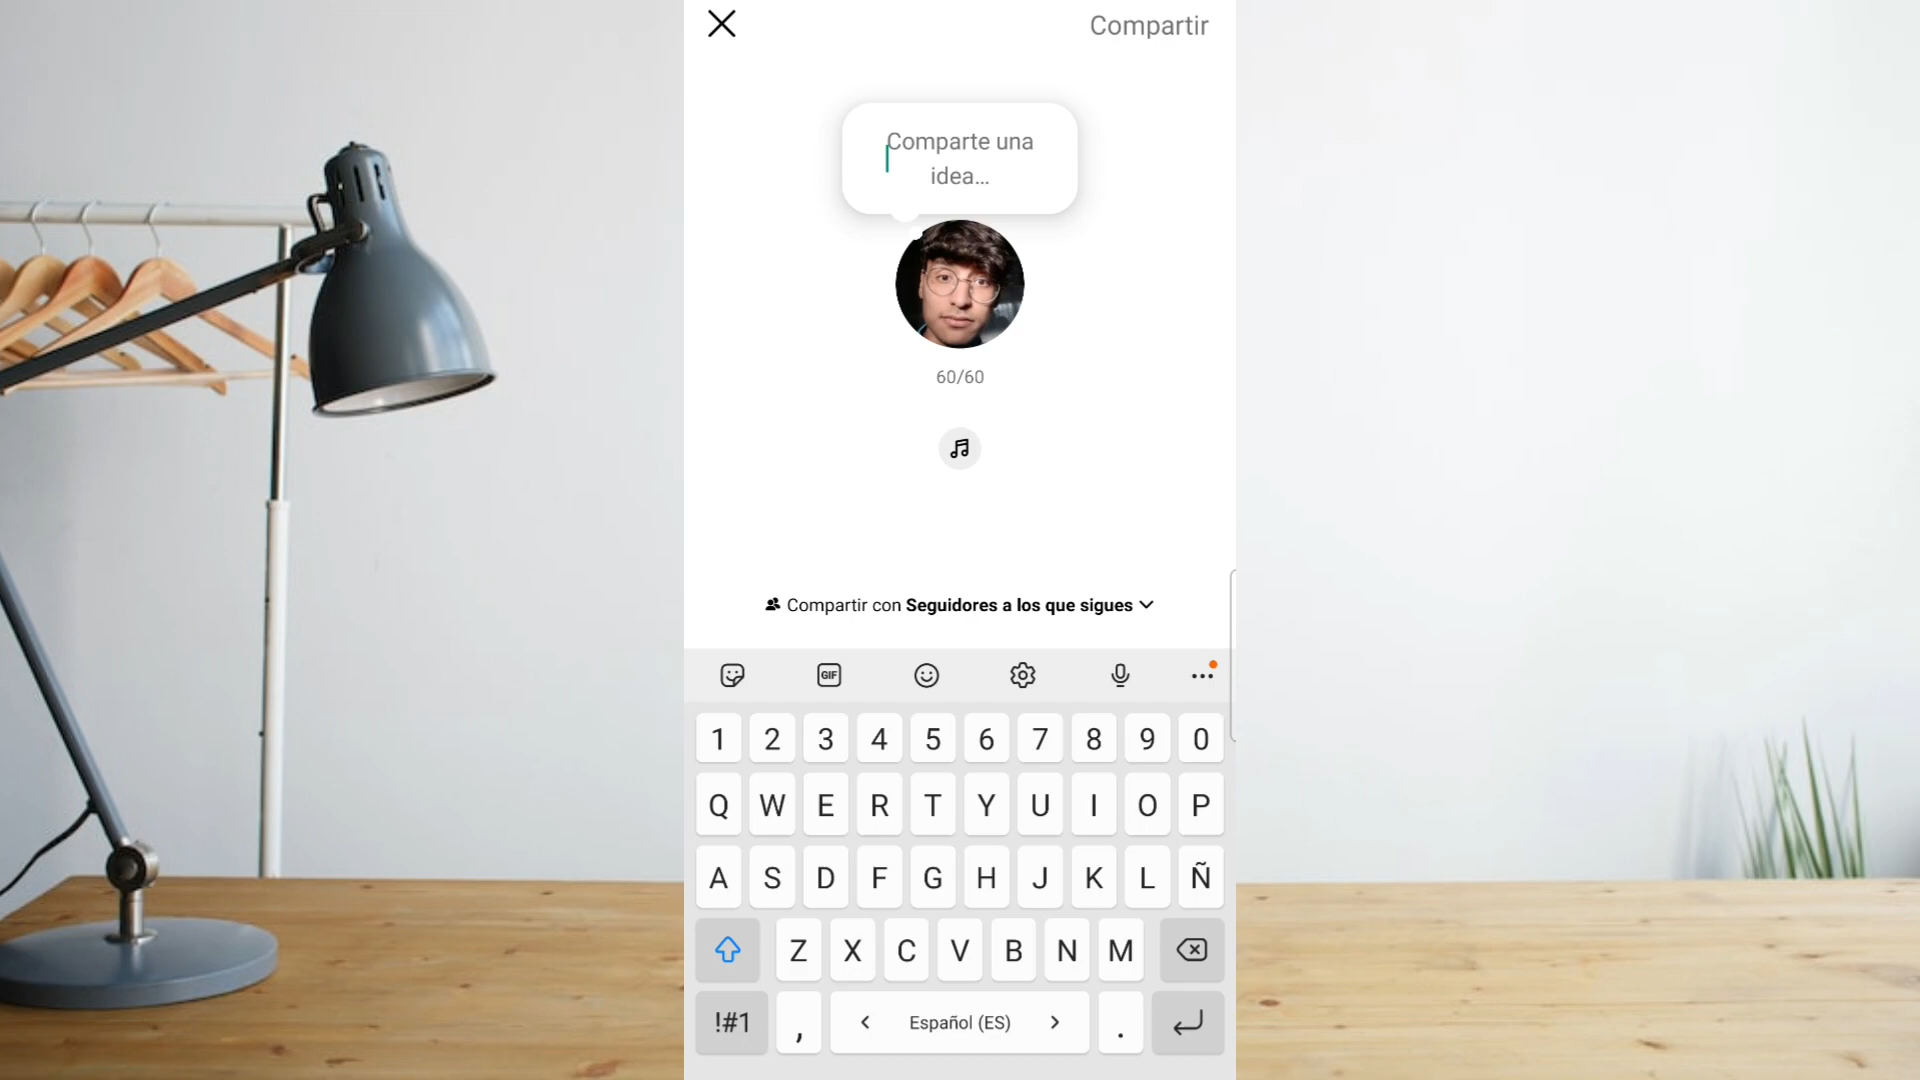 Compartir
Comparte una
idea...
60/60
Compartir con Seguidores a los que sigues
GIF
1 2 3 4 5 6 7 8 9 0
Q W E R T Y U I O P
A S D F G H J K L Ñ
Z X C V B N M
!#1 , Español (ES) .